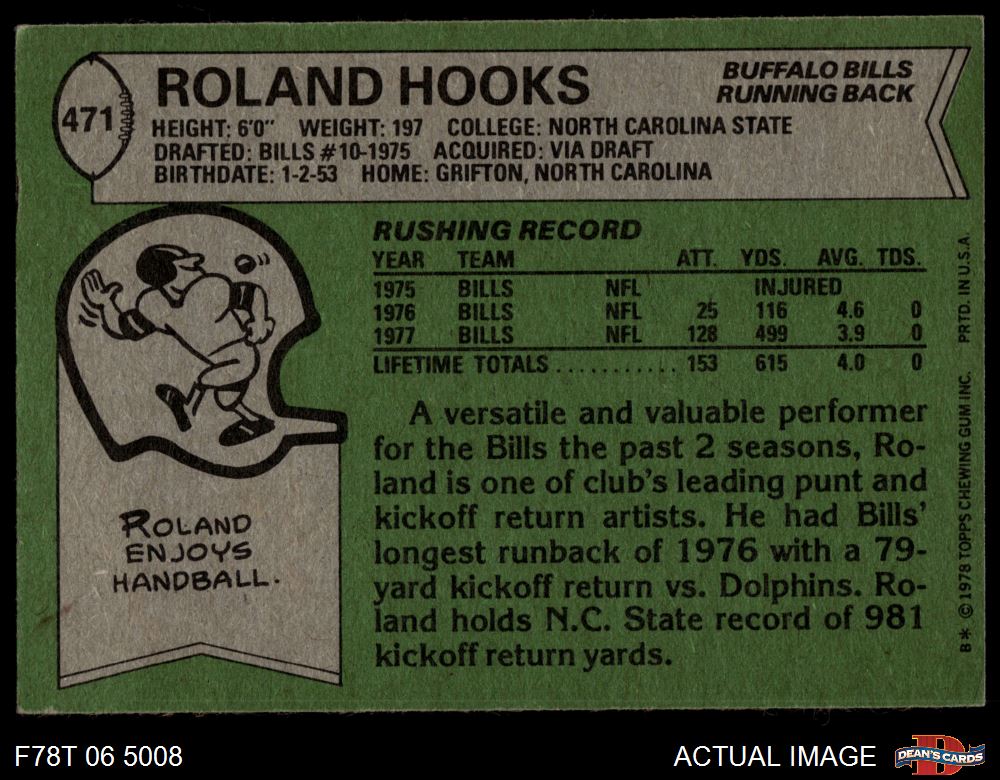 471
ROLAND HOOKS
BUFFALO BILLS
RUNNING BACK
HEIGHT: 6'0" WEIGHT: 197 COLLEGE: NORTH CAROLINA STATE
DRAFTED: BILLS #10-1975 ACQUIRED: VIA DRAFT
BIRTHDATE: 1-2-53 HOME: GRIFTON, NORTH CAROLINA
RUSHING RECORD
YEAR TEAM ATT. YDS. AVG. TDS.
1975 BILLS NFL INJURED
1976 BILLS NFL 25 116 4.6 0
1977 BILLS NFL 128 499 3.9 0
LIFETIME TOTALS ........... 153 615 4.0 0
A versatile and valuable performer
for the Bills the past 2 seasons, Ro-
land is one of club's leading punt and
kickoff return artists. He had Bills'
longest runback of 1976 with a 79-
yard kickoff return vs. Dolphins. Ro-
land holds N.C. State record of 981
kickoff return yards.
ROLAND
ENJOYS
HANDBALL.
B* © 1978 TOPPS CHEWING GUM INC. PRTD. IN U.S.A.
F78T 06 5008
ACTUAL IMAGE
D
DEAN'S CARDS